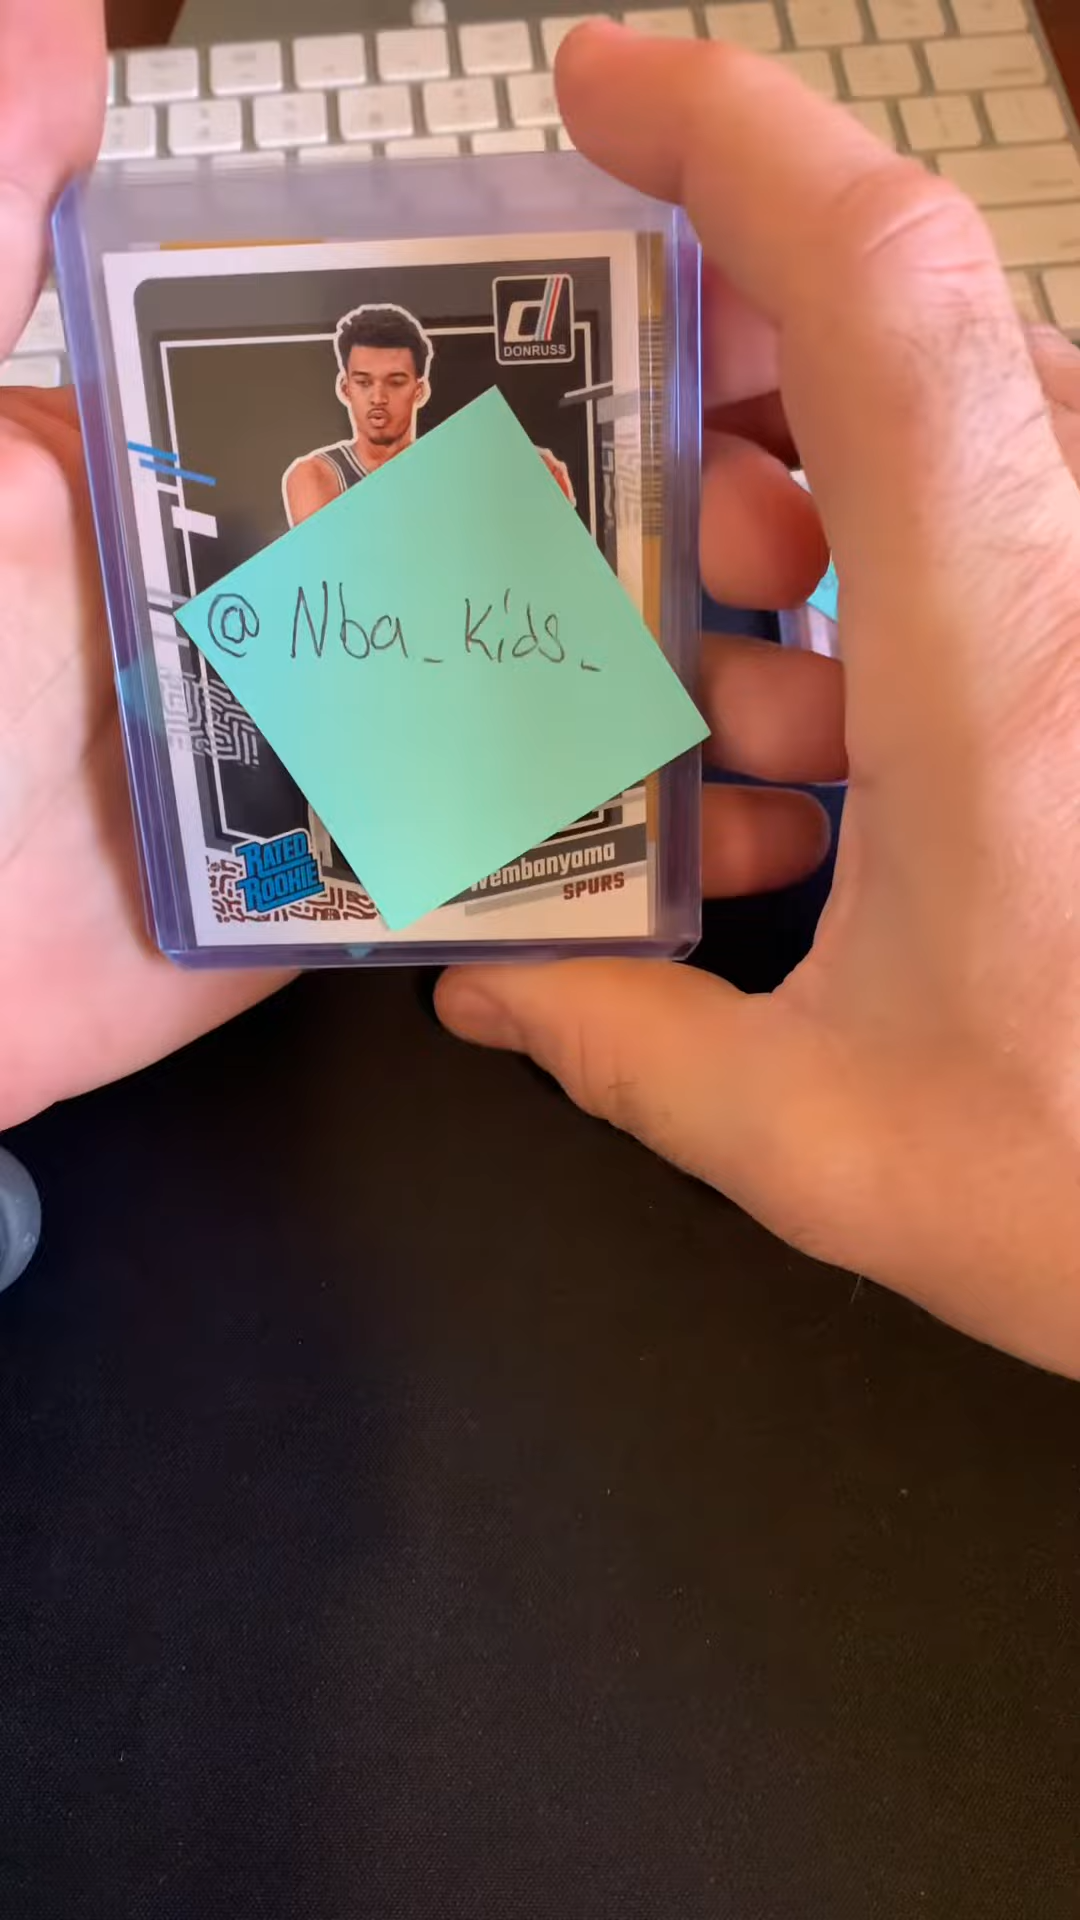 DONRUSS
@ Nba_Kids_
RATED
ROOKIE
Wembanyama
SPURS